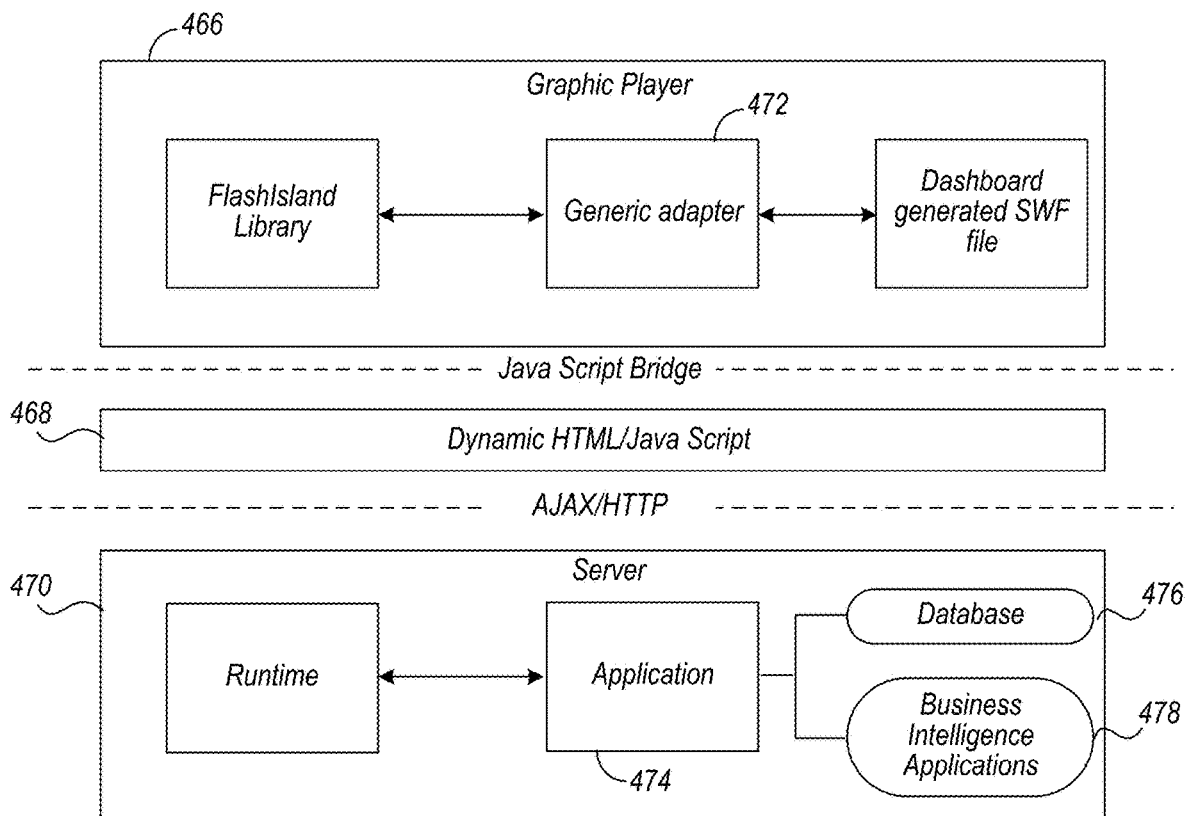 466
Graphic Player
472
FlashIsland
Library
Generic adapter
Dashboard
generated SWF
file
Java Script Bridge
468
Dynamic HTML/Java Script
AJAX/HTTP
470
Server
Runtime
Application
474
Database
476
Business
Intelligence
Applications
478